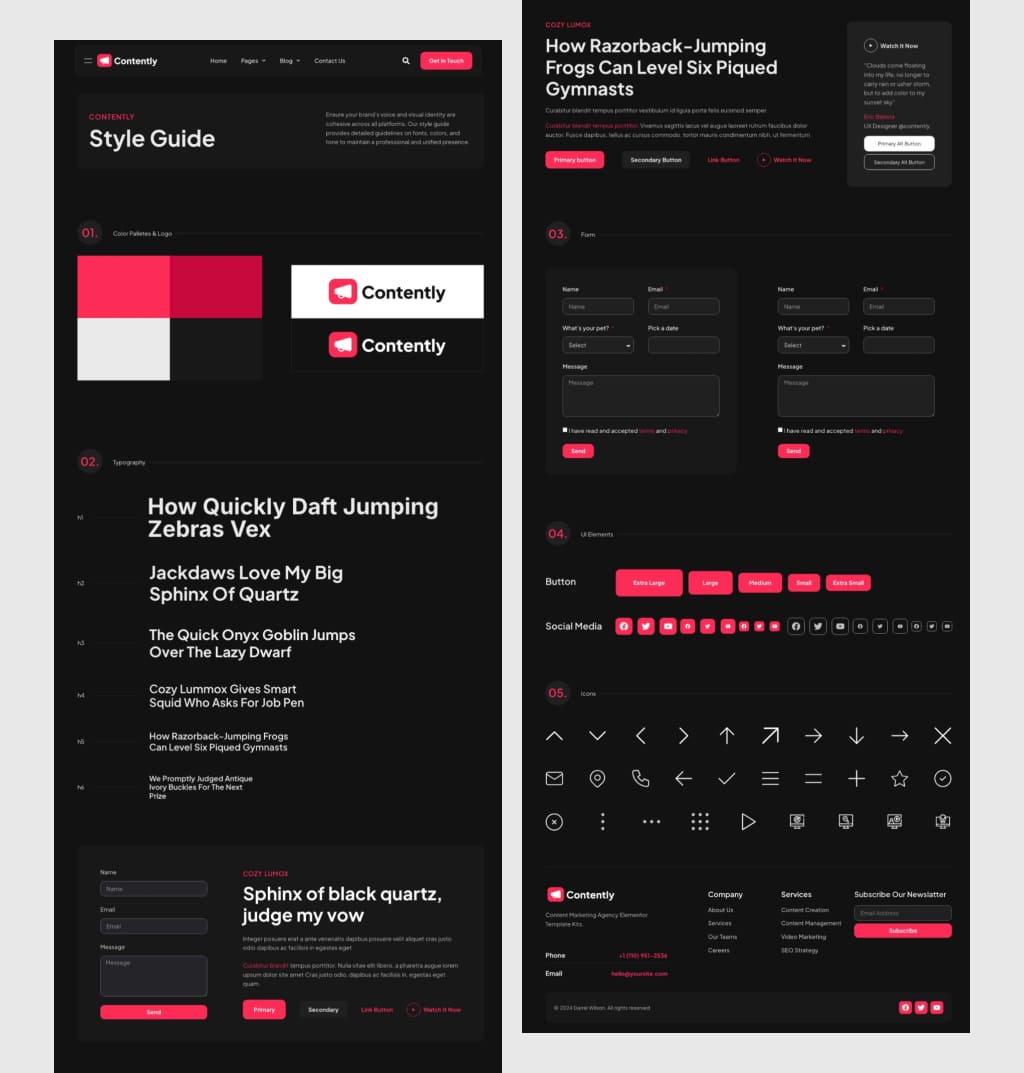 Contently
Home
Pages
Blog
Contact Us
Get in Touch
CONTENTLY
Style Guide
Ensure your brand's voice and visual identity are
cohesive across all platforms. Our style guide
provides detailed guidelines on fonts, colors, and
tone to maintain a professional and unified presence.
01.
Color Palletes & Logo
Contently
Contently
02.
Typography
h1
How Quickly Daft Jumping
Zebras Vex
h2
Jackdaws Love My Big
Sphinx Of Quartz
h3
The Quick Onyx Goblin Jumps
Over The Lazy Dwarf
h4
Cozy Lummox Gives Smart
Squid Who Asks For Job Pen
h5
How Razorback-Jumping Frogs
Can Level Six Piqued Gymnasts
h6
We Promptly Judged Antique
Ivory Buckles For The Next
Prize
Name
Name
Email
Email
Message
Message
Send
COZY LUMOX
Sphinx of black quartz,
judge my vow
Integer posuere erat a ante venenatis dapibus posuere velit aliquet cras justo
odio dapibus ac facilisis in egestas eget
Curabitur blandit tempus porttitor. Nulla vitae elit libero, a pharetra augue lorem
upsum dolor site amet Cras justo odio, dapibus ac facilisis in, egestas eget
quam.
Primary
Secondary
Link Button
Watch It Now
COZY LUMOX
How Razorback-Jumping
Frogs Can Level Six Piqued
Gymnasts
Curabitur blandit tempus porttitor vestibulum id ligula porta felis euismod semper
Curabitur blandit tempus porttitor. Vivamus sagittis lacus vel augue laoreet rutrum faucibus dolor
auctor. Fusce dapibus, tellus ac cursus commodo, tortor mauris condimentum nibh, ut fermentum
Primary button
Secondary Button
Link Button
Watch It Now
Watch It Now
"Clouds come floating
into my life, no longer to
carry rain or usher storm,
but to add color to my
sunset sky"
UX Designer @contently
Primary Alt Button
Secondary Alt Button
03.
Form
Name
Email *
Name
Email
What's your pet? *
Pick a date
Select
Message
Message
I have read and accepted terms and privacy
Send
Name
Email *
Name
Email
What's your pet? *
Pick a date
Select
Message
Message
I have read and accepted terms and privacy
Send
04.
UI Elements
Button
Extra Large
Large
Medium
Small
Extra Small
Social Media
05.
Icons
Contently
Content Marketing Agency Elementor
Template Kits.
Phone
+1 (110) 951-2536
Email
hello@yoursite.com
Company
About Us
Services
Our Teams
Careers
Services
Content Creation
Content Management
Video Marketing
SEO Strategy
Subscribe Our Newslatter
Email Address
Subscribe
© 2024 Darrel Wilson. All rights reserved